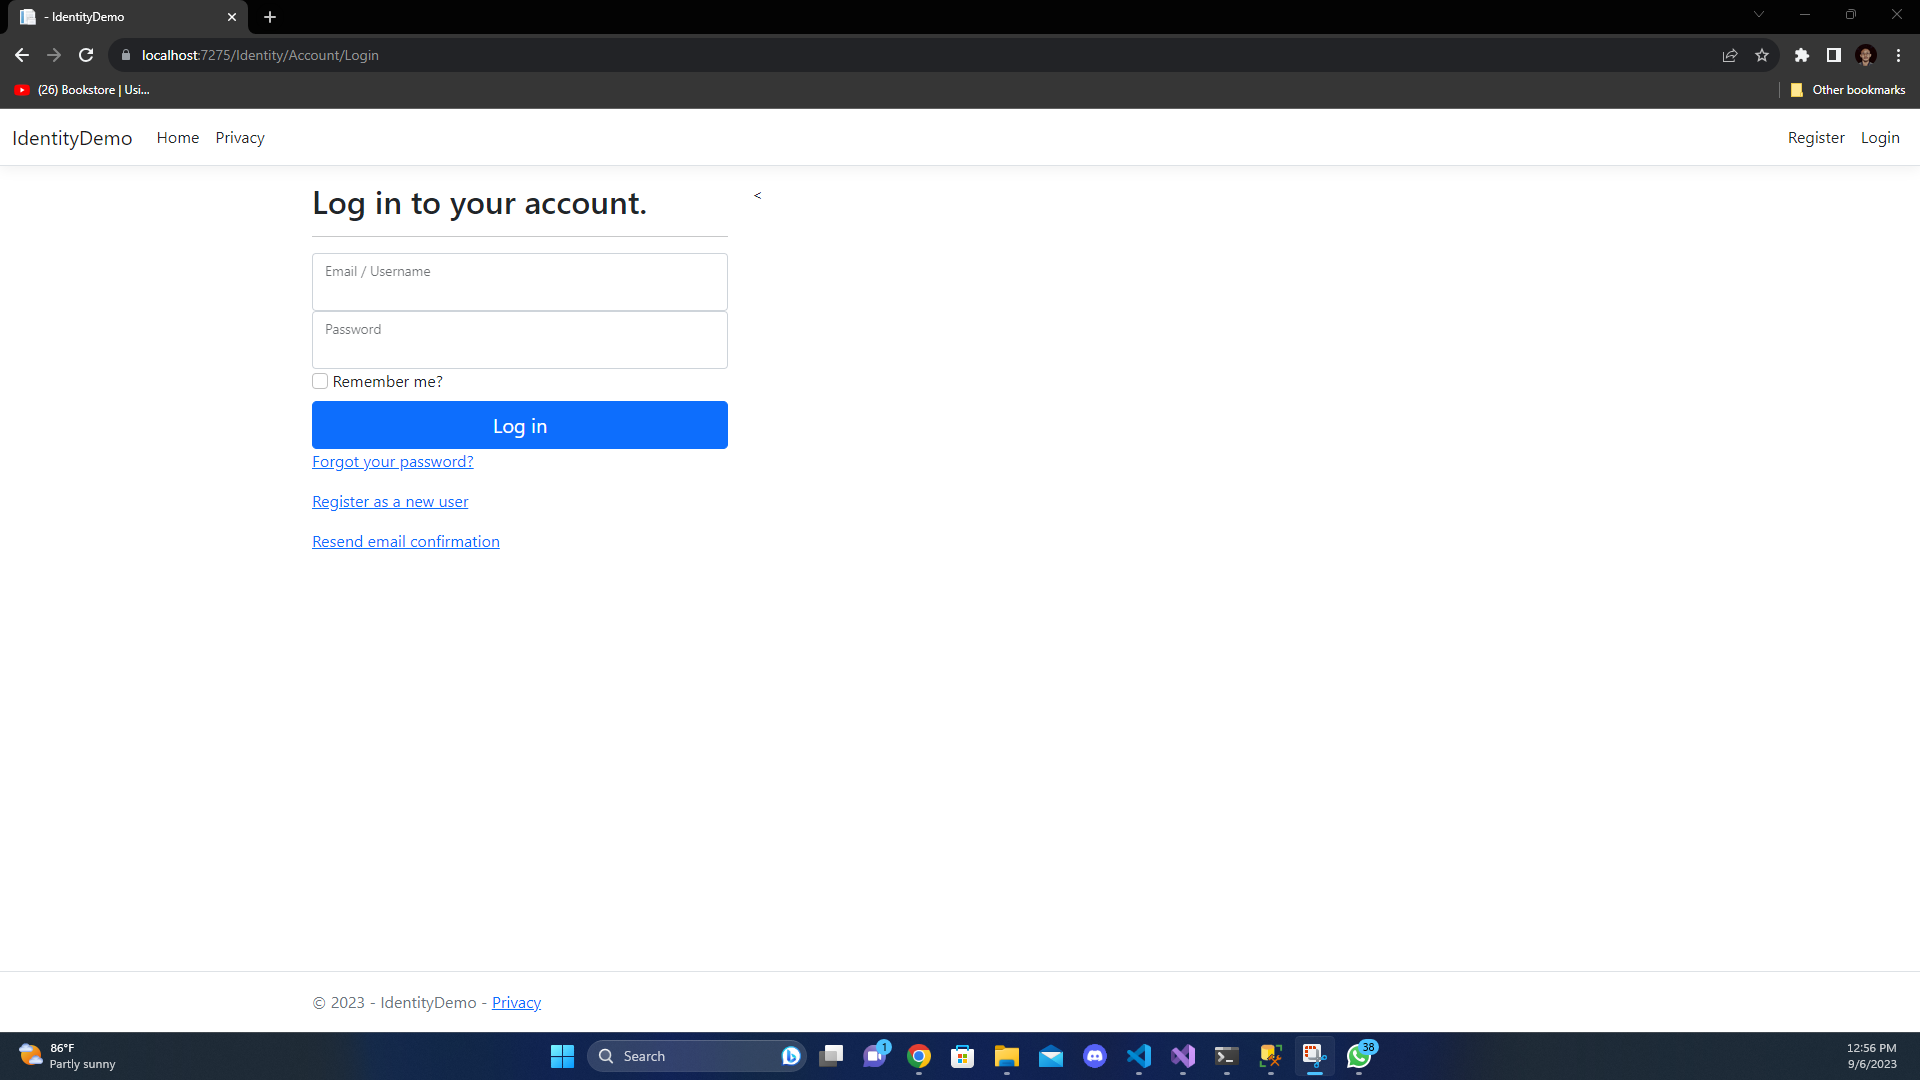 - IdentityDemo
localhost:7275/Identity/Account/Login
(26) Bookstore | Usi...
Other bookmarks
IdentityDemo Home Privacy Register Login
Log in to your account.
<
Email / Username
Password
Remember me?
Log in
Forgot your password?
Register as a new user
Resend email confirmation
© 2023 - IdentityDemo - Privacy
86°F
Partly sunny
Search
1
38
12:56 PM
9/6/2023